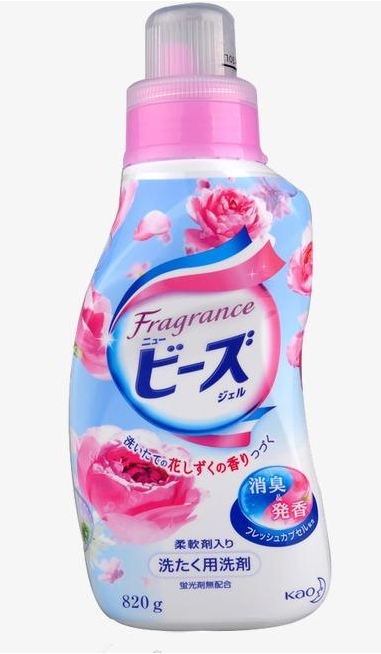 Fragrance
ニュー
ビーズ
ジェル
洗いたての花しずくの香りつづく
消臭
&
発香
フレッシュカプセル配合
柔軟剤入り
洗たく用洗剤
蛍光剤無配合
820g
Kao